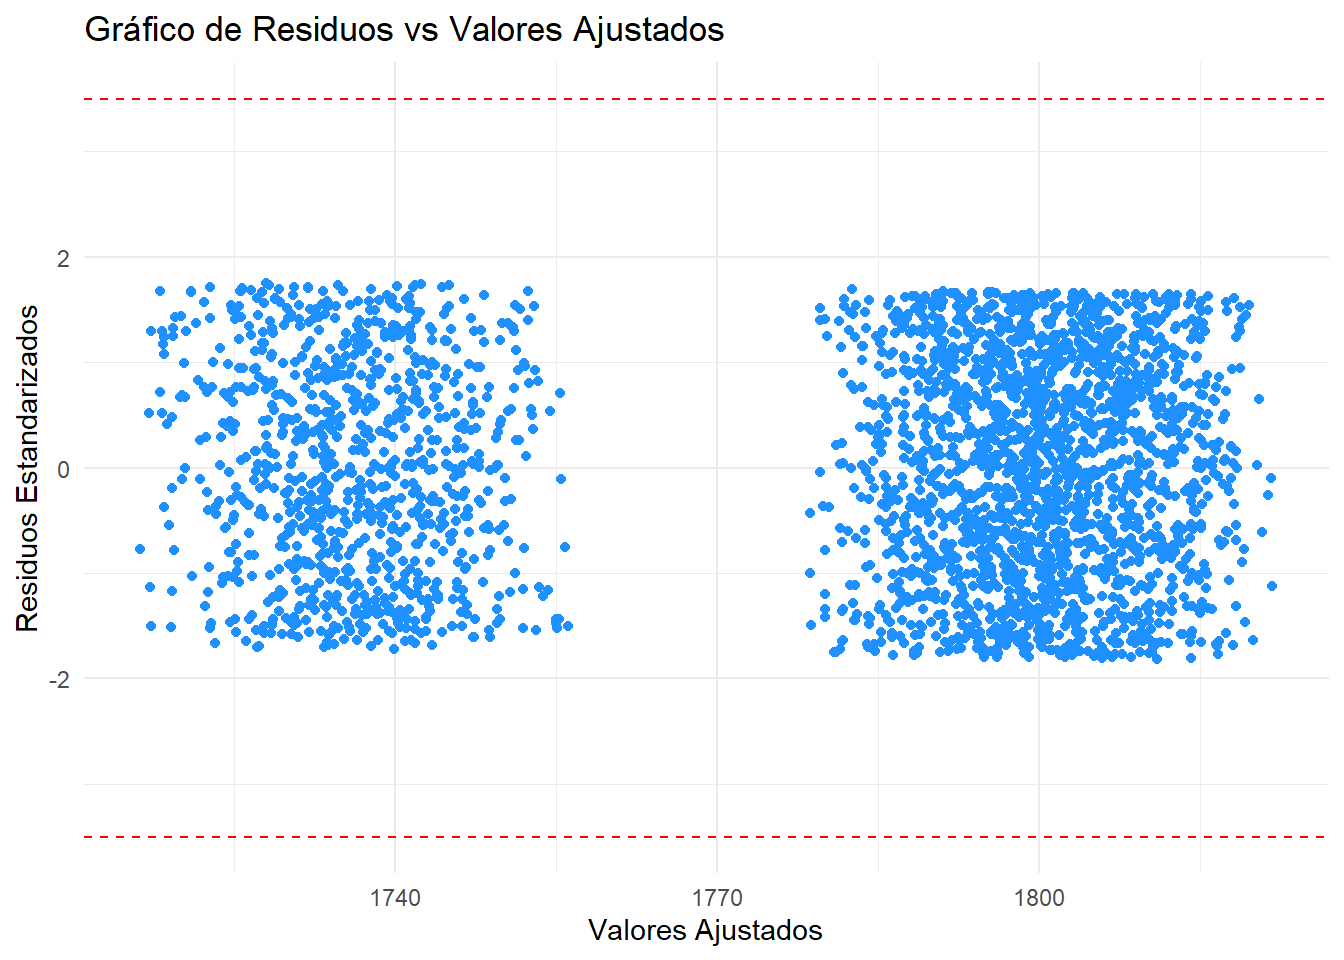 Gráfico de Residuos vs Valores Ajustados
Residuos Estandarizados
2
0
-2
1740
1770
1800
Valores Ajustados